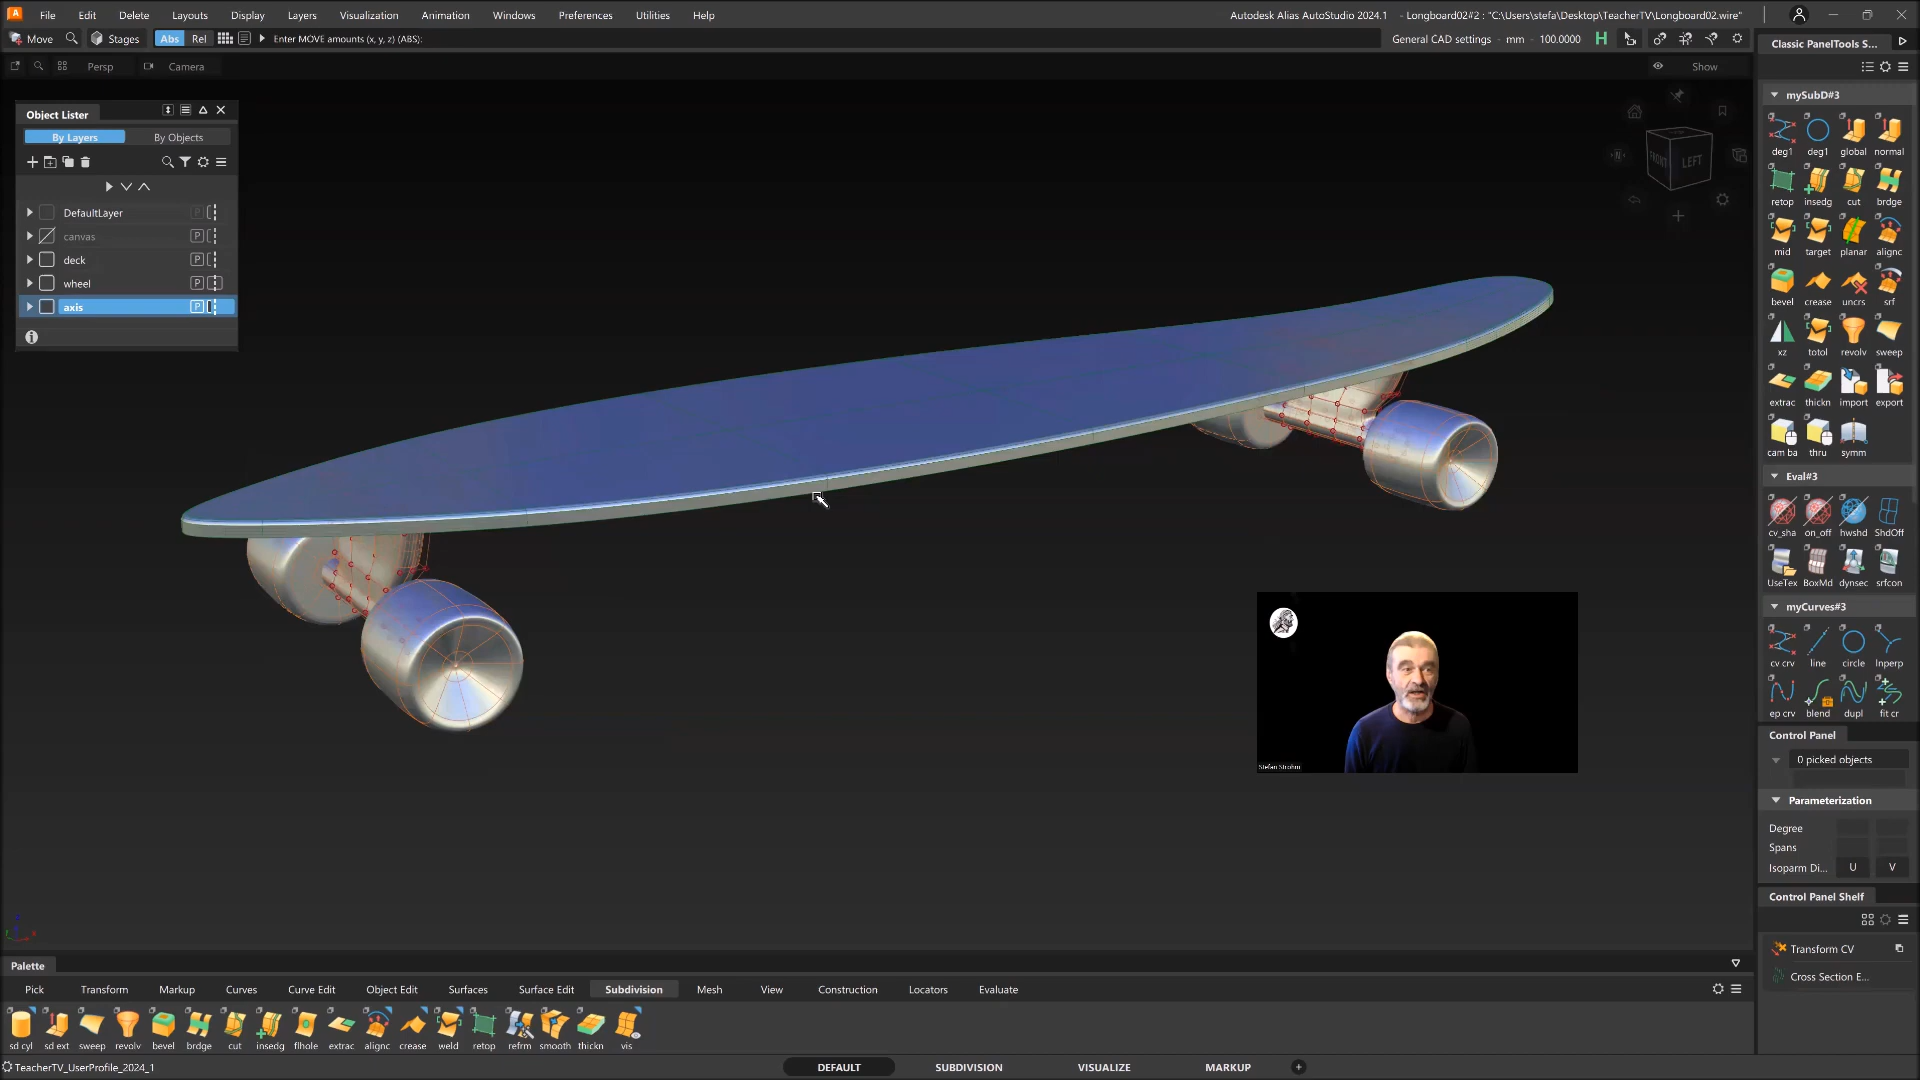 File Edit Delete Layouts Display Layers Visualization Animation Windows Preferences Utilities Help
Autodesk Alias AutoStudio 2024.1 - Longboard02#2 : "C:\Users\stefa\Desktop\TeacherTV\Longboard02.wire"
Move Stages Abs Rel Enter MOVE amounts (x, y, z) (ABS):
General CAD settings - mm - 100.0000
Classic PanelTools S...
Persp Camera Show
Object Lister
By Layers By Objects
DefaultLayer P
canvas P
deck P
wheel P
axis P
FRONT LEFT
mySubD#3
deg1 deg1 global normal
retop insedg cut brdge
mid target planar alignc
bevel crease uncrs srf
xz totol revolv sweep
extrac thickn import export
cam ba thru symm
Eval#3
cv_sha on_off hwshd ShdOff
UseTex BoxMd dynsec srfcon
myCurves#3
cv crv line circle lnperp
ep crv blend dupl fit cr
Control Panel
0 picked objects
Parameterization
Degree
Spans
Isoparm Di... U V
Control Panel Shelf
Transform CV
Cross Section E...
Stefan Strohm
Palette
Pick Transform Markup Curves Curve Edit Object Edit Surfaces Surface Edit Subdivision Mesh View Construction Locators Evaluate
sd cyl sd ext sweep revolv bevel brdge cut insedg flhole extrac alignc crease weld retop refrm smooth thickn vis
TeacherTV_UserProfile_2024_1
DEFAULT SUBDIVISION VISUALIZE MARKUP